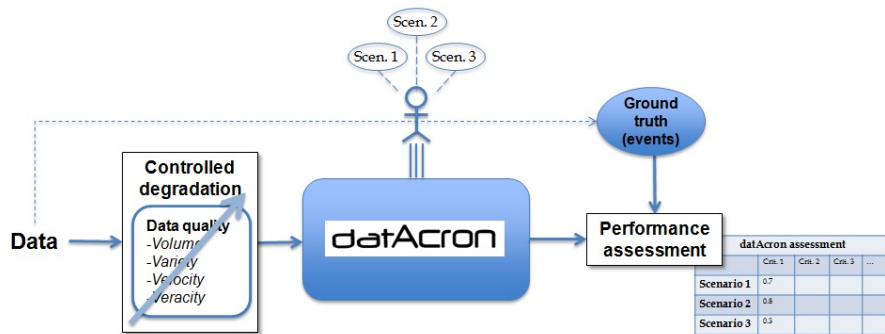 Scen. 2
Scen. 1
Scen. 3
Ground
truth
(events)
Controlled
degradation
Data quality
-Volume
-Variety
-Velocity
-Veracity
Data
datAcron
Performance
assessment
datAcron assessment
Crit. 1 Crit. 2 Crit. 3 ...
Scenario 1 0.7
Scenario 2 0.8
Scenario 3 0.3